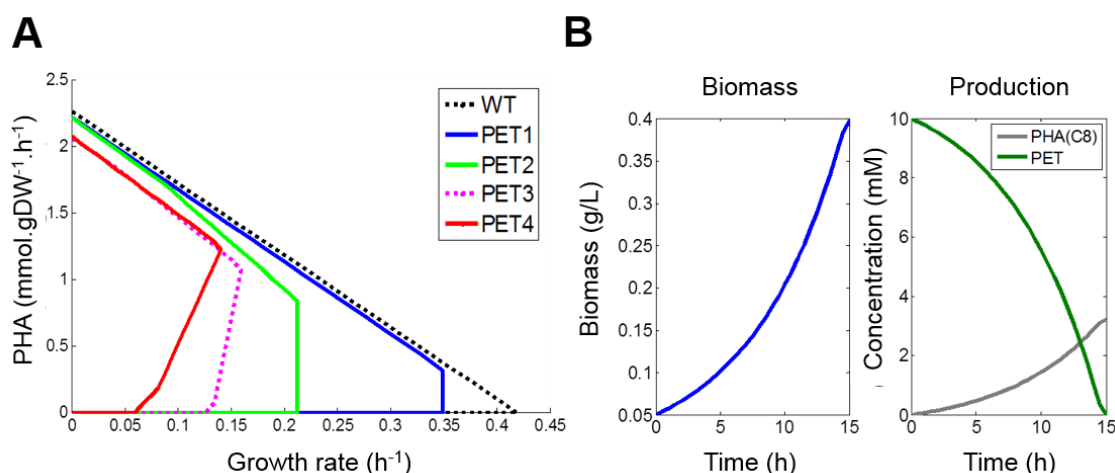 A
PHA (mmol.gDW⁻¹.h⁻¹)
2.5
2
1.5
1
0.5
0
0
0.05
0.1
0.15
0.2
0.25
0.3
0.35
0.4
0.45
Growth rate (h⁻¹)
WT
PET1
PET2
PET3
PET4
B
Biomass
Biomass (g/L)
0.4
0.35
0.3
0.25
0.2
0.15
0.1
0.05
0
5
10
15
Time (h)
Production
) Concentration (mM)
10
8
6
4
2
0
0
5
10
15
Time (h)
PHA(C8)
PET